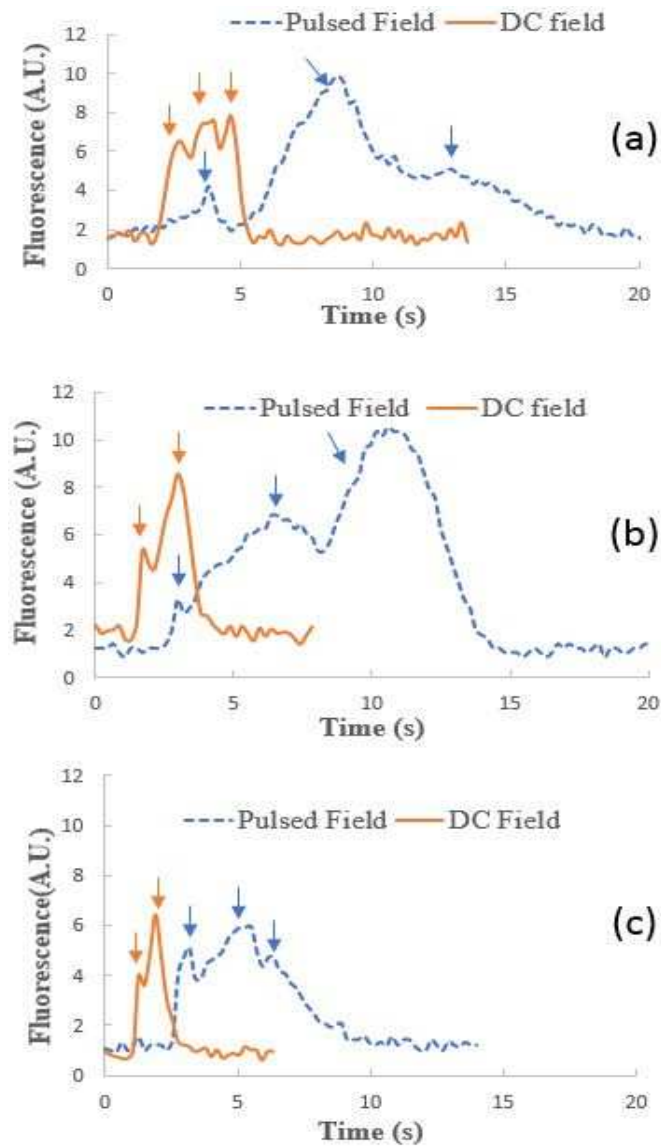 Pulsed Field DC field
12
10
8
6
4
2
0
Fluorescence (A.U.)
(a)
0 5 10 15 20
Time (s)
12
10
8
6
4
2
0
Pulsed Field DC field
Fluorescence (A.U.)
(b)
0 5 10 15 20
Time (s)
12
10
8
6
4
2
0
Pulsed Field DC Field
Fluorescence(A.U.)
(c)
0 5 10 15 20
Time (s)